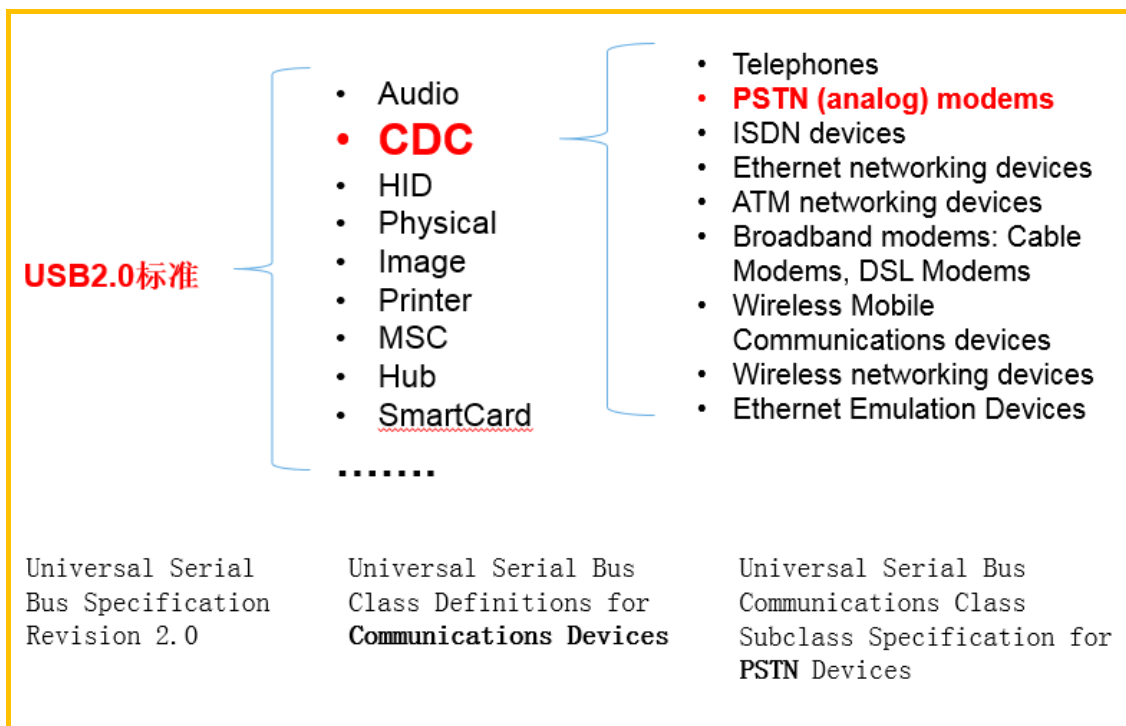 USB2.0标准
• Audio
• CDC
• HID
• Physical
• Image
• Printer
• MSC
• Hub
• SmartCard
.......
• Telephones
• PSTN (analog) modems
• ISDN devices
• Ethernet networking devices
• ATM networking devices
• Broadband modems: Cable
Modems, DSL Modems
• Wireless Mobile
Communications devices
• Wireless networking devices
• Ethernet Emulation Devices
Universal Serial
Bus Specification
Revision 2.0
Universal Serial Bus
Class Definitions for
Communications Devices
Universal Serial Bus
Communications Class
Subclass Specification for
PSTN Devices